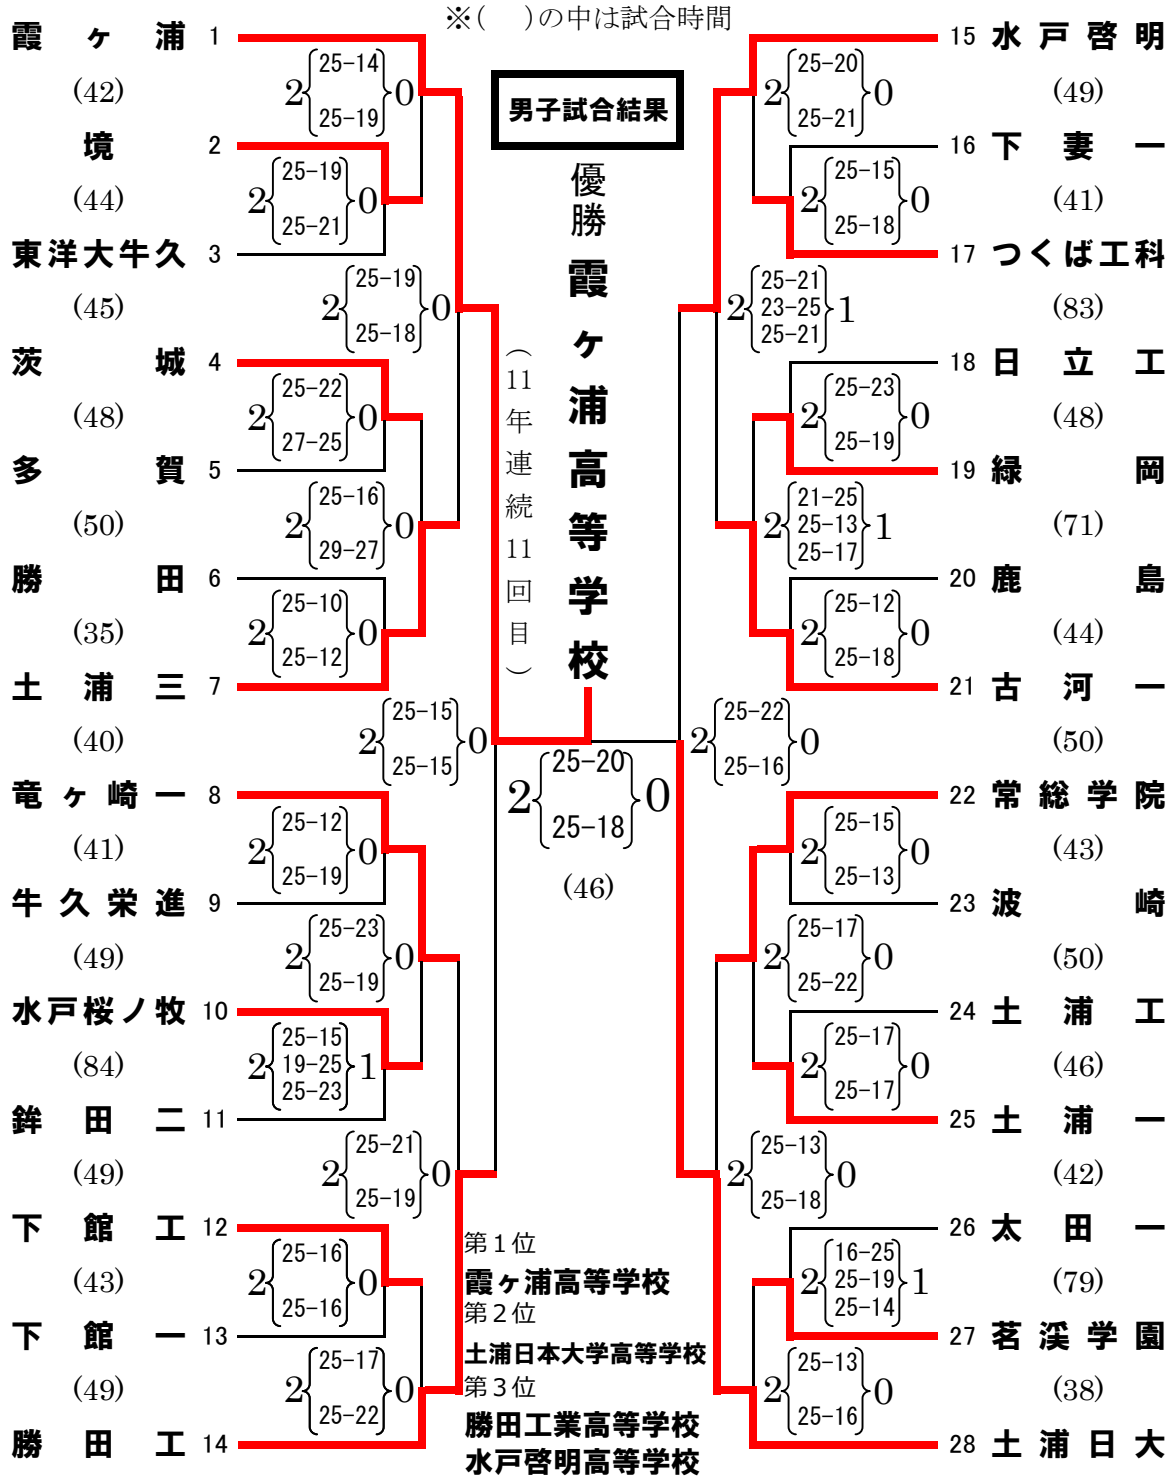 ※(　)の中は試合時間
男子試合結果
優勝
霞ヶ浦高等学校
（11年連続11回目）
霞ヶ浦 1
(42)
2 25-14 0
25-19
境 2
(44)
2 25-19 0
25-21
東洋大牛久 3
(45)
2 25-19 0
25-18
茨城 4
(48)
2 25-22 0
27-25
多賀 5
(50)
2 25-16 0
29-27
勝田 6
(35)
2 25-10 0
25-12
土浦三 7
(40)
2 25-15 0
25-15
竜ヶ崎一 8
(41)
2 25-12 0
25-19
牛久栄進 9
(49)
2 25-23 0
25-19
水戸桜ノ牧 10
(84)
25-15
2 19-25 1
25-23
鉾田二 11
(49)
2 25-21 0
25-19
下館工 12
(43)
2 25-16 0
25-16
下館一 13
(49)
2 25-17 0
25-22
勝田工 14
2 25-20 0
25-18
(46)
15 水戸啓明
(49)
2 25-20 0
25-21
16 下妻一
(41)
2 25-15 0
25-18
17 つくば工科
(83)
25-21
2 23-25 1
25-21
18 日立工
(48)
2 25-23 0
25-19
19 緑岡
(71)
21-25
2 25-13 1
25-17
20 鹿島
(44)
2 25-12 0
25-18
21 古河一
(50)
2 25-22 0
25-16
22 常総学院
(43)
2 25-15 0
25-13
23 波崎
(50)
2 25-17 0
25-22
24 土浦工
(46)
2 25-17 0
25-17
25 土浦一
(42)
2 25-13 0
25-18
26 太田一
(79)
16-25
2 25-19 1
25-14
27 茗渓学園
(38)
2 25-13 0
25-16
28 土浦日大
第1位
霞ヶ浦高等学校
第2位
土浦日本大学高等学校
第3位
勝田工業高等学校
水戸啓明高等学校